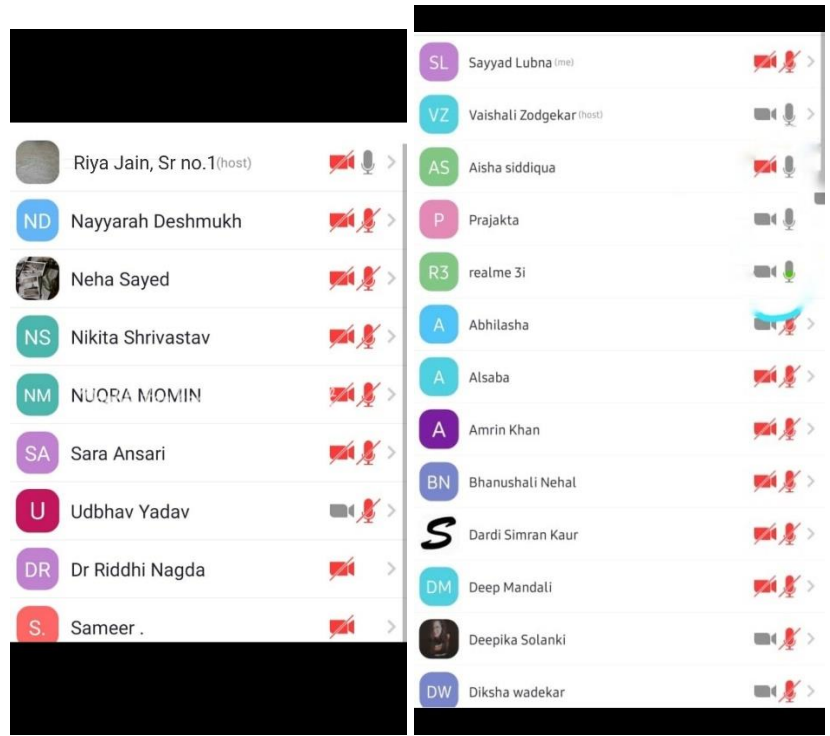 Riya Jain, Sr no.1(host)
ND Nayyarah Deshmukh
Neha Sayed
NS Nikita Shrivastav
NM NUQRA MOMIN
SA Sara Ansari
U Udbhav Yadav
DR Dr Riddhi Nagda
S. Sameer .
SL Sayyad Lubna (me)
VZ Vaishali Zodgekar (host)
AS Aisha siddiqua
P Prajakta
R3 realme 3i
A Abhilasha
A Alsaba
A Amrin Khan
BN Bhanushali Nehal
S Dardi Simran Kaur
DM Deep Mandali
Deepika Solanki
DW Diksha wadekar